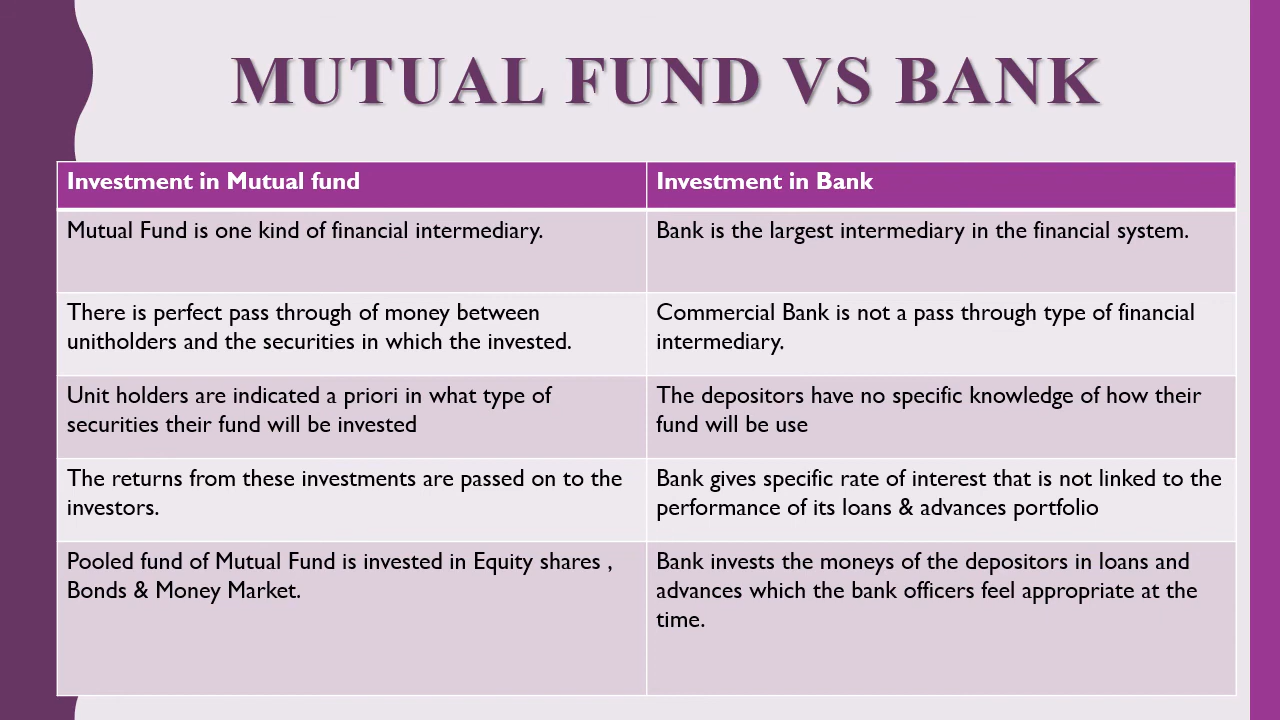 MUTUAL FUND VS BANK
Investment in Mutual fund
Investment in Bank
Mutual Fund is one kind of financial intermediary.
Bank is the largest intermediary in the financial system.
There is perfect pass through of money between
unitholders and the securities in which the invested.
Commercial Bank is not a pass through type of financial
intermediary.
Unit holders are indicated a priori in what type of
securities their fund will be invested
The depositors have no specific knowledge of how their
fund will be use
The returns from these investments are passed on to the
investors.
Bank gives specific rate of interest that is not linked to the
performance of its loans & advances portfolio
Pooled fund of Mutual Fund is invested in Equity shares ,
Bonds & Money Market.
Bank invests the moneys of the depositors in loans and
advances which the bank officers feel appropriate at the
time.